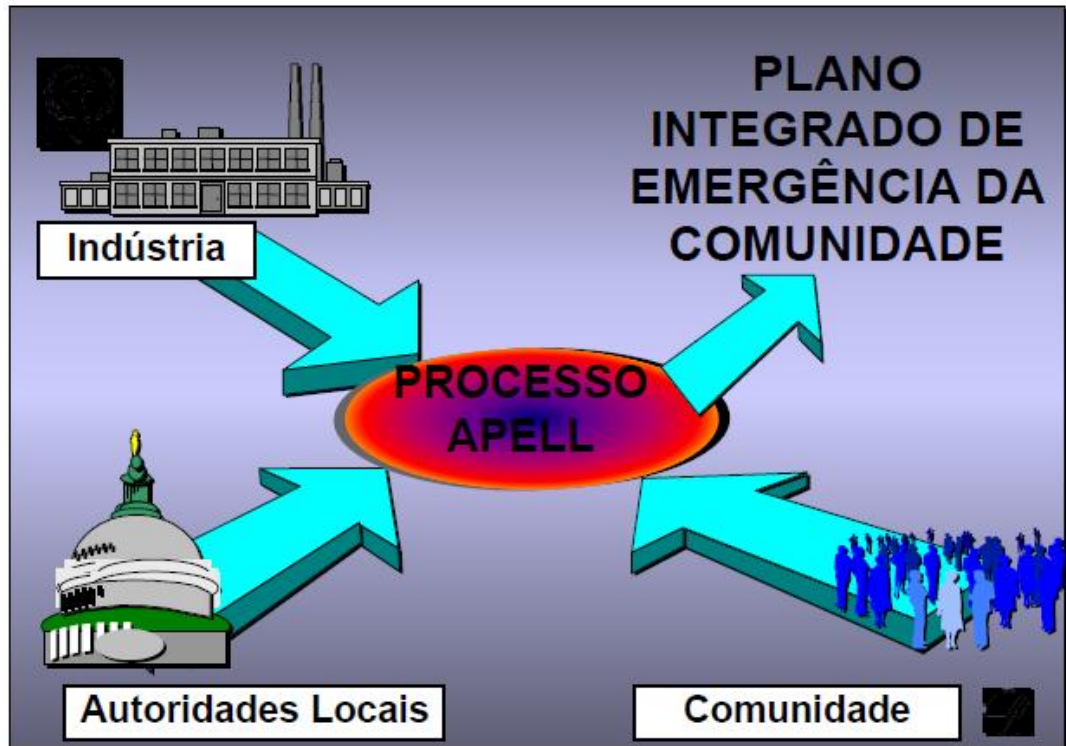 PLANO
INTEGRADO DE
EMERGÊNCIA DA
COMUNIDADE
Indústria
PROCESSO
APELL
Autoridades Locais
Comunidade